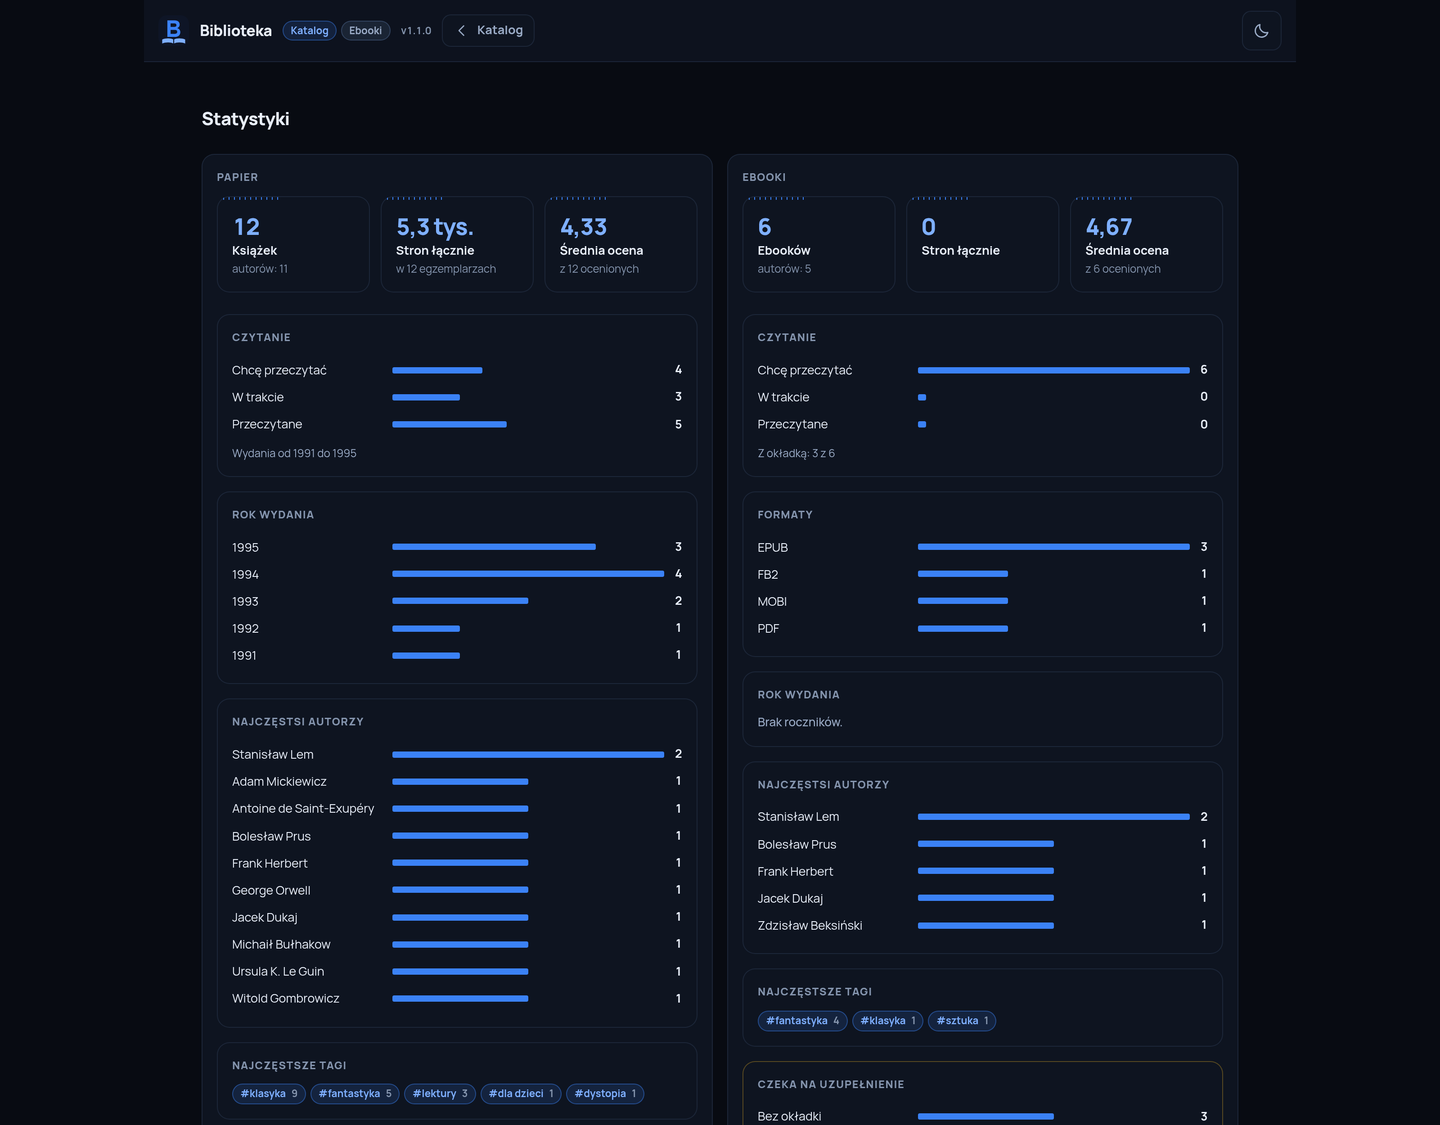 B Biblioteka Katalog Ebooki v1.1.0 Katalog
Statystyki
PAPIER
12
Książek
autorów: 11
5,3 tys.
Stron łącznie
w 12 egzemplarzach
4,33
Średnia ocena
z 12 ocenionych
CZYTANIE
Chcę przeczytać 4
W trakcie 3
Przeczytane 5
Wydania od 1991 do 1995
ROK WYDANIA
1995 3
1994 4
1993 2
1992 1
1991 1
NAJCZĘSTSI AUTORZY
Stanisław Lem 2
Adam Mickiewicz 1
Antoine de Saint-Exupéry 1
Bolesław Prus 1
Frank Herbert 1
George Orwell 1
Jacek Dukaj 1
Michaił Bułhakow 1
Ursula K. Le Guin 1
Witold Gombrowicz 1
NAJCZĘSTSZE TAGI
#klasyka 9 #fantastyka 5 #lektury 3 #dla dzieci 1 #dystopia 1
EBOOKI
6
Ebooków
autorów: 5
0
Stron łącznie
4,67
Średnia ocena
z 6 ocenionych
CZYTANIE
Chcę przeczytać 6
W trakcie 0
Przeczytane 0
Z okładką: 3 z 6
FORMATY
EPUB 3
FB2 1
MOBI 1
PDF 1
ROK WYDANIA
Brak roczników.
NAJCZĘSTSI AUTORZY
Stanisław Lem 2
Bolesław Prus 1
Frank Herbert 1
Jacek Dukaj 1
Zdzisław Beksiński 1
NAJCZĘSTSZE TAGI
#fantastyka 4 #klasyka 1 #sztuka 1
CZEKA NA UZUPEŁNIENIE
Bez okładki 3